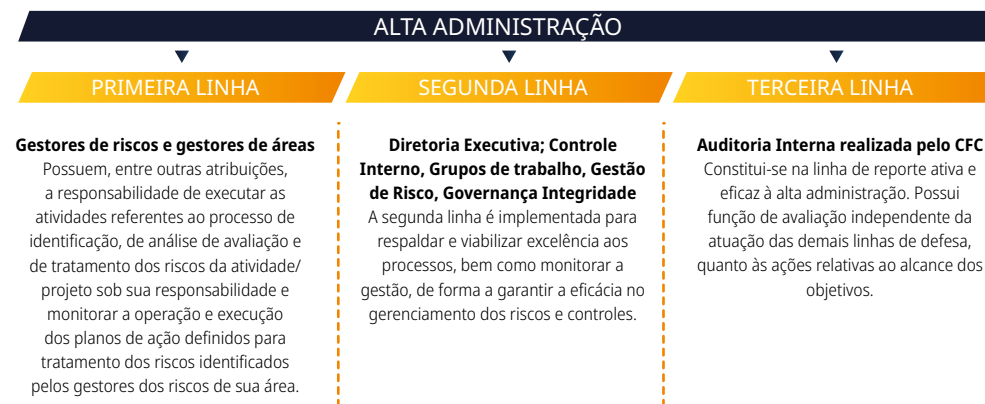 ALTA ADMINISTRAÇÃO
PRIMEIRA LINHA
Gestores de riscos e gestores de áreas
Possuem, entre outras atribuições,
a responsabilidade de executar as
atividades referentes ao processo de
identificação, de análise de avaliação e
de tratamento dos riscos da atividade/
projeto sob sua responsabilidade e
monitorar a operação e execução
dos planos de ação definidos para
tratamento dos riscos identificados
pelos gestores dos riscos de sua área.
SEGUNDA LINHA
Diretoria Executiva; Controle
Interno, Grupos de trabalho, Gestão
de Risco, Governança Integridade
A segunda linha é implementada para
respaldar e viabilizar excelência aos
processos, bem como monitorar a
gestão, de forma a garantir a eficácia no
gerenciamento dos riscos e controles.
TERCEIRA LINHA
Auditoria Interna realizada pelo CFC
Constitui-se na linha de reporte ativa e
eficaz à alta administração. Possui
função de avaliação independente da
atuação das demais linhas de defesa,
quanto às ações relativas ao alcance dos
objetivos.